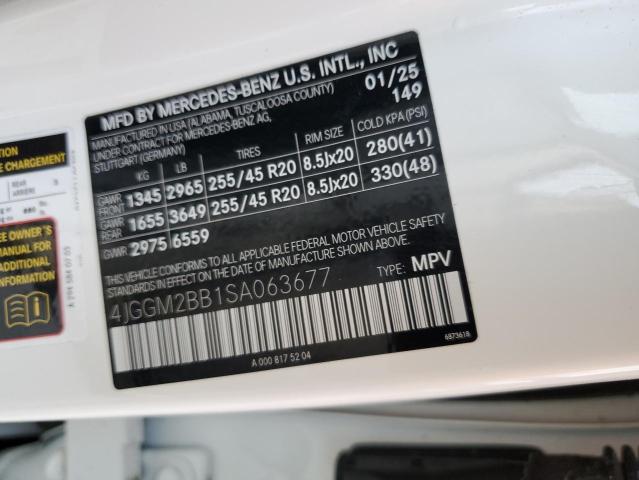 MFD BY MERCEDES-BENZ U.S. INTL., INC
01/25
MANUFACTURED IN USA (ALABAMA, TUSCALOOSA COUNTY)
149
UNDER CONTRACT FOR MERCEDES-BENZ AG,
STUTTGART (GERMANY)
KG LB TIRES RIM SIZE COLD KPA (PSI)
GAWR FRONT 1345 2965 255/45 R20 8.5Jx20 280(41)
GAWR REAR 1655 3649 255/45 R20 8.5Jx20 330(48)
GVWR 2975 6559
THIS VEHICLE CONFORMS TO ALL APPLICABLE FEDERAL MOTOR VEHICLE SAFETY
STANDARDS IN EFFECT ON THE DATE OF MANUFACTURE SHOWN ABOVE.
4JGGM2BB1SA063677
TYPE: MPV
A 000 817 52 04
6873618
CHARGEMENT
REAR
ARRIERE
OWNER'S
MANUAL FOR
ADDITIONAL
INFORMATION